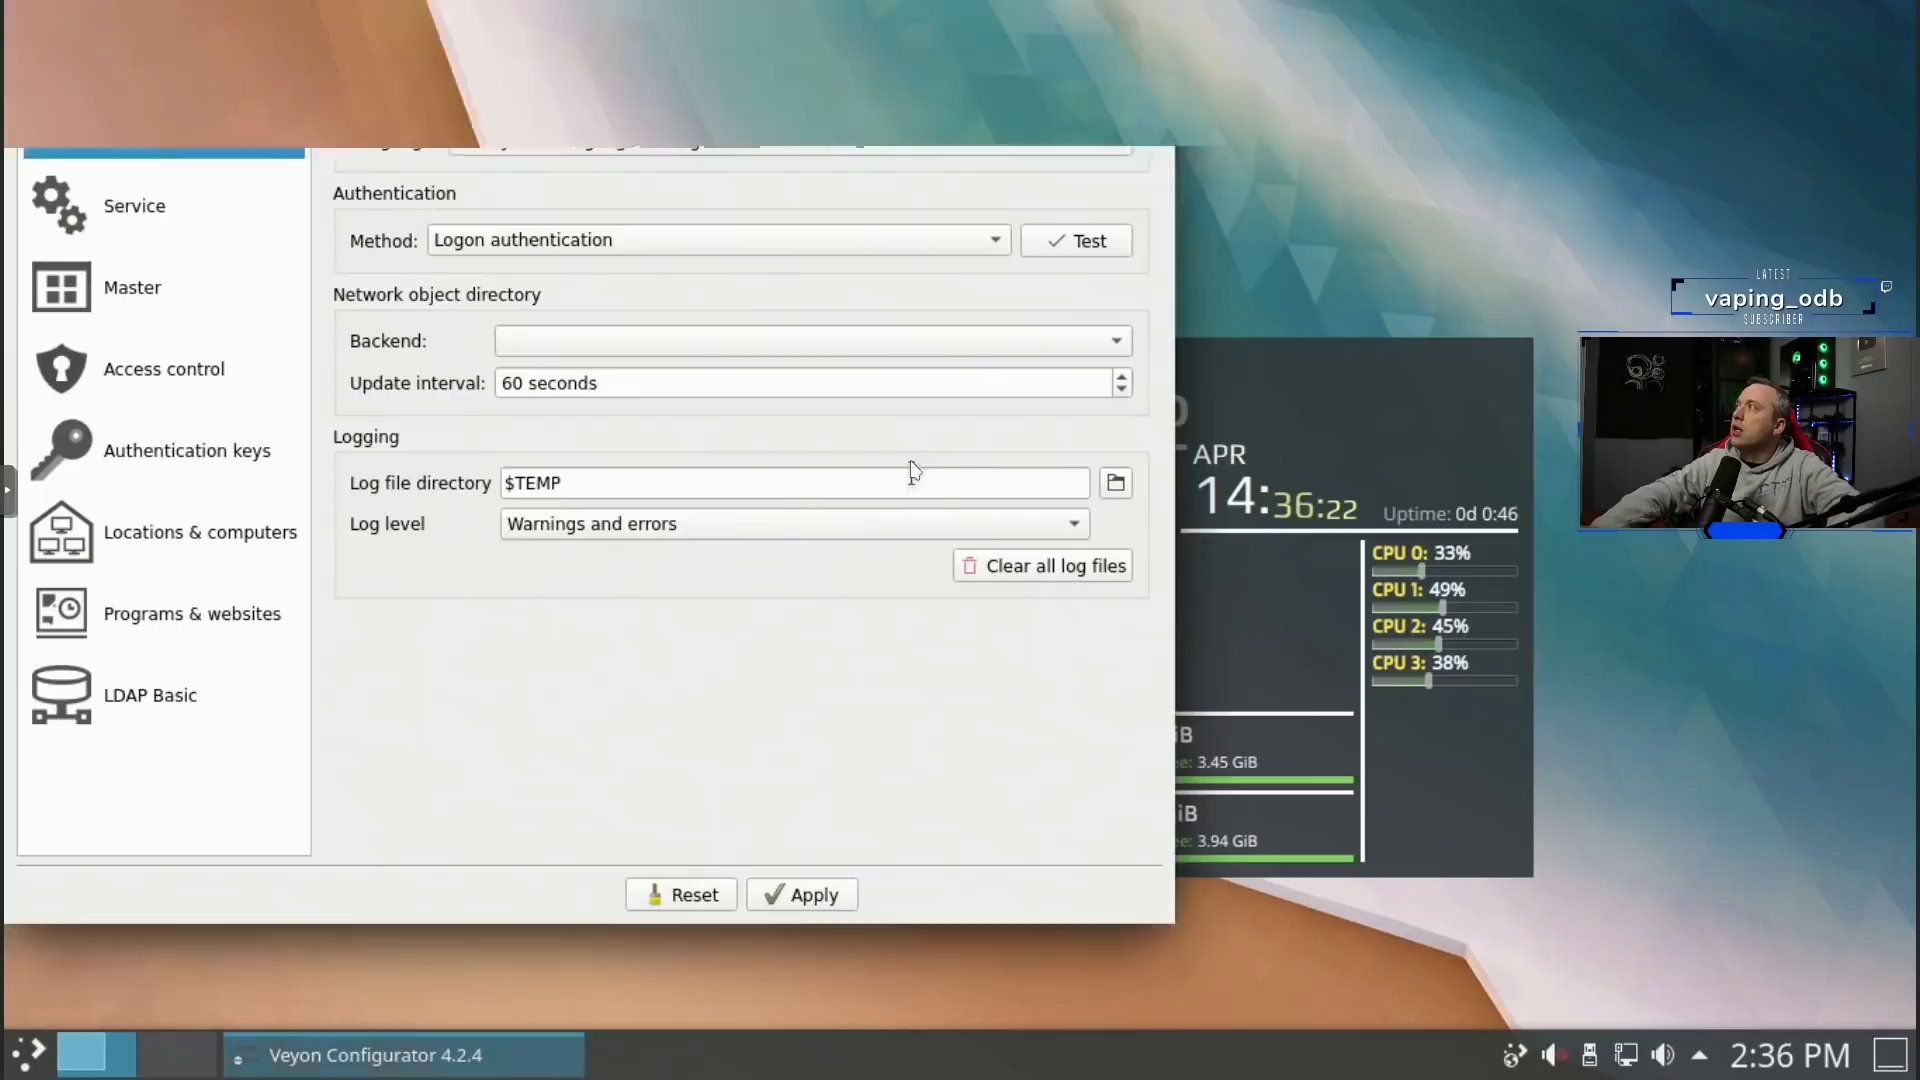 Service
Master
Access control
Authentication keys
Locations & computers
Programs & websites
LDAP Basic
Authentication
Method: Logon authentication Test
Network object directory
Backend:
Update interval: 60 seconds
Logging
Log file directory $TEMP
Log level Warnings and errors
Clear all log files
Reset Apply
APR
14:36:22 Uptime: 0d 0:46
CPU 0: 33%
CPU 1: 49%
CPU 2: 45%
CPU 3: 38%
iB
3.45 GiB
iB
3.94 GiB
LATEST
vaping_odb
SUBSCRIBER
Veyon Configurator 4.2.4
2:36 PM